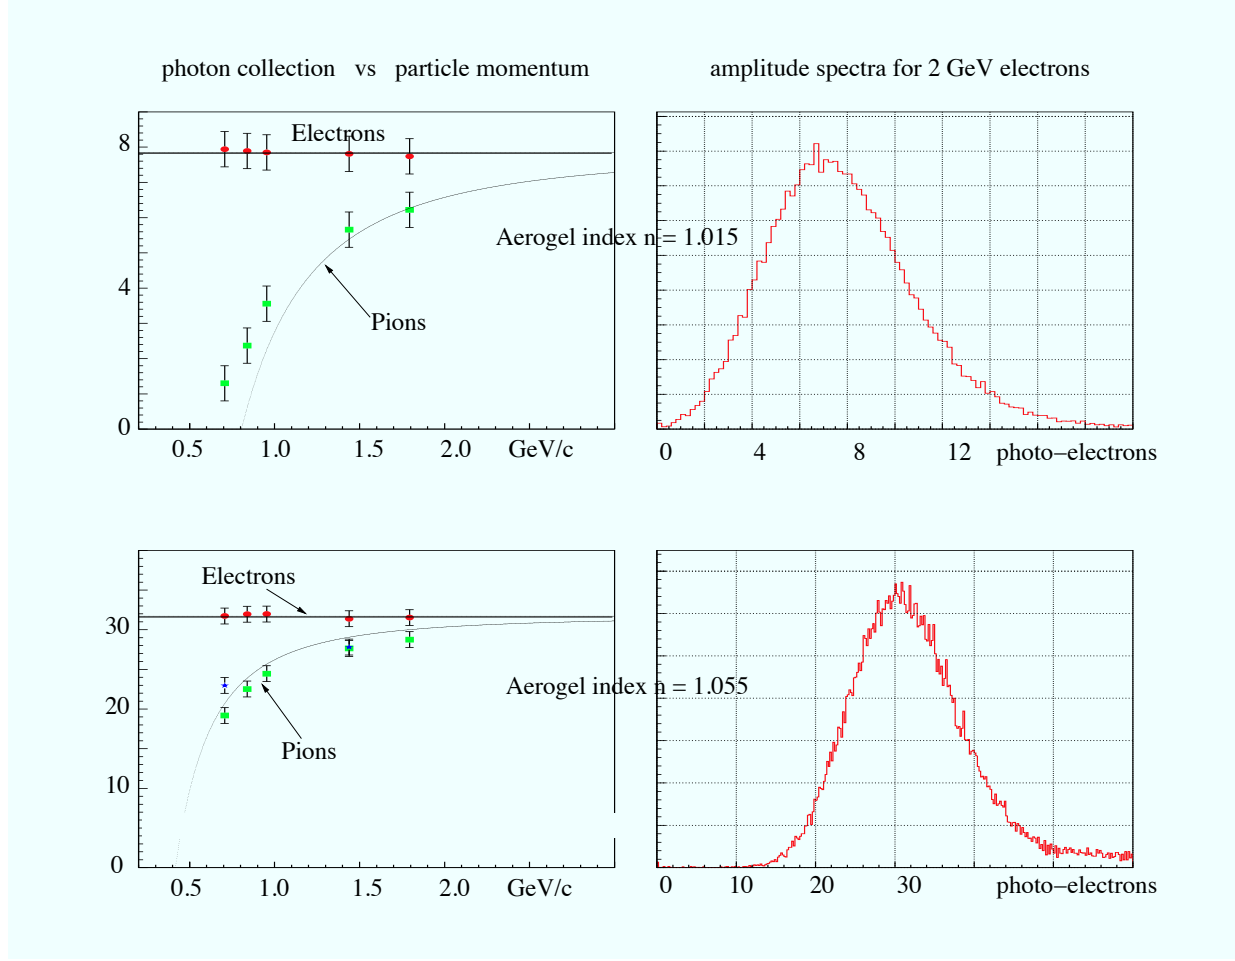 photon collection vs particle momentum
amplitude spectra for 2 GeV electrons
Electrons
8
4
0
Aerogel index n = 1.015
Pions
0.5 1.0 1.5 2.0 GeV/c
0 4 8 12 photo−electrons
Electrons
30
20
10
0
Aerogel index n = 1.055
Pions
0.5 1.0 1.5 2.0 GeV/c
0 10 20 30 photo−electrons